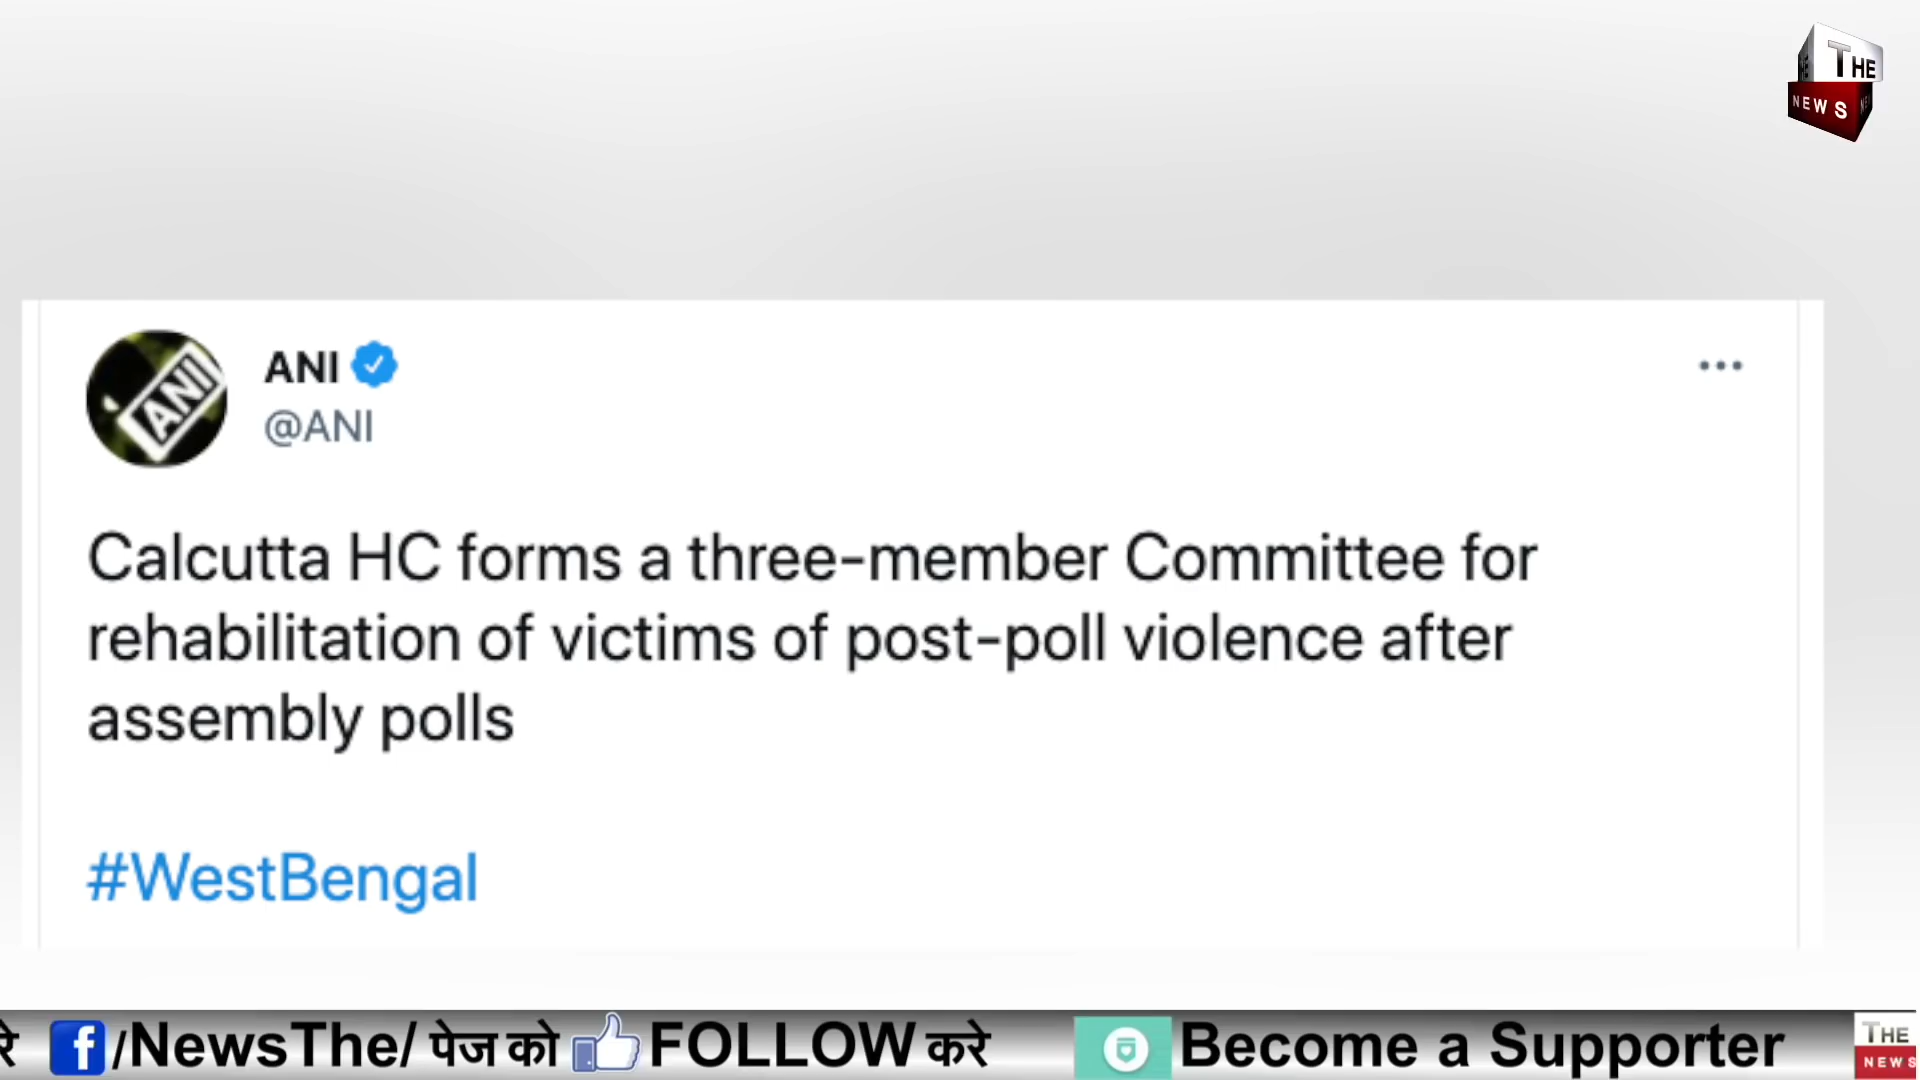 THE
NEWS
ANI
ANI
@ANI
Calcutta HC forms a three-member Committee for
rehabilitation of victims of post-poll violence after
assembly polls
#WestBengal
रे f /NewsThe/ पेज को FOLLOW करे Become a Supporter THE NEWS